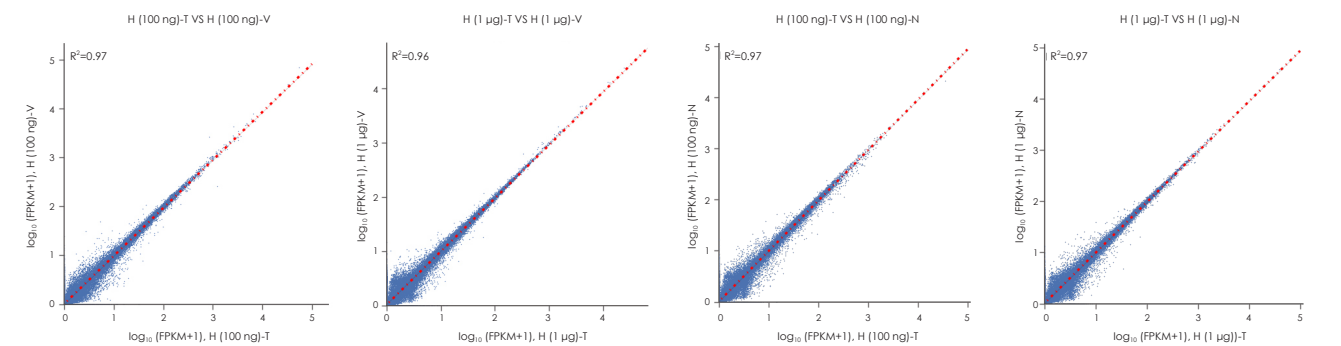 H (100 ng)-T VS H (100 ng)-V
R²=0.97
5
4
3
2
1
0
0 1 2 3 4 5
log₁₀ (FPKM+1), H (100 ng)-V
log₁₀ (FPKM+1), H (100 ng)-T
H (1 µg)-T VS H (1 µg)-V
R²=0.96
4
3
2
1
0
0 1 2 3 4
log₁₀ (FPKM+1), H (1 µg)-V
log₁₀ (FPKM+1), H (1 µg)-T
H (100 ng)-T VS H (100 ng)-N
R²=0.97
5
4
3
2
1
0
0 1 2 3 4 5
log₁₀ (FPKM+1), H (100 ng)-N
log₁₀ (FPKM+1), H (100 ng)-T
H (1 µg)-T VS H (1 µg)-N
R²=0.97
5
4
3
2
1
0
0 1 2 3 4 5
log₁₀ (FPKM+1), H (1 µg)-N
log₁₀ (FPKM+1), H (1 µg))-T